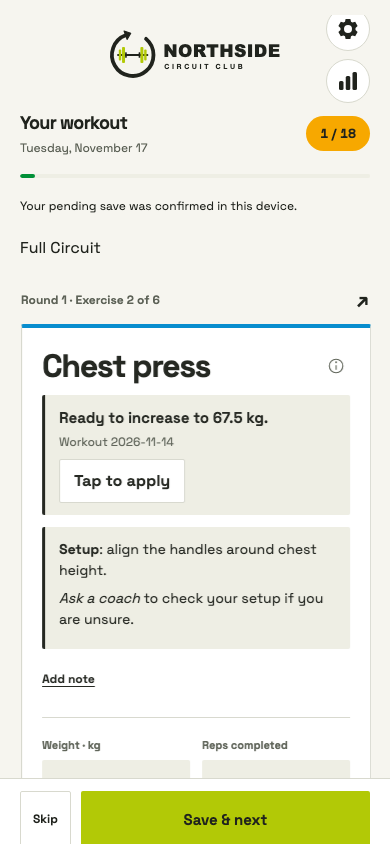 NORTHSIDE
CIRCUIT CLUB
Your workout
Tuesday, November 17
1 / 18
Your pending save was confirmed in this device.
Full Circuit
Round 1 · Exercise 2 of 6
Chest press
Ready to increase to 67.5 kg.
Workout 2026-11-14
Tap to apply
Setup: align the handles around chest
height.
Ask a coach to check your setup if you
are unsure.
Add note
Weight · kg
Reps completed
Skip
Save & next